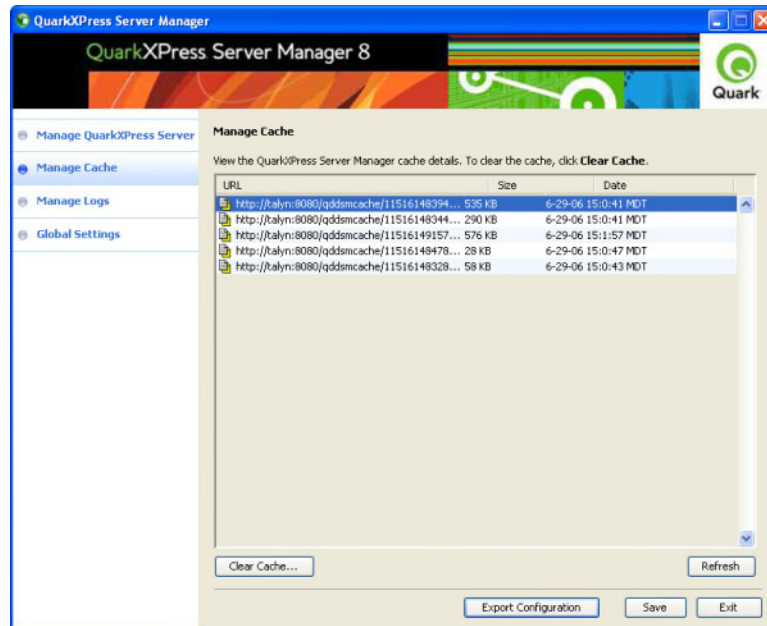 QuarkXPress Server Manager
QuarkXPress Server Manager 8
Quark
Manage QuarkXPress Server
Manage Cache
Manage Logs
Global Settings
Manage Cache
View the QuarkXPress Server Manager cache details. To clear the cache, click Clear Cache.
URL Size Date
http://talyn:8080/qddsmcache/11516148394... 535 KB 6-29-06 15:0:41 MDT
http://talyn:8080/qddsmcache/11516148344... 290 KB 6-29-06 15:0:41 MDT
http://talyn:8080/qddsmcache/11516149157... 576 KB 6-29-06 15:1:57 MDT
http://talyn:8080/qddsmcache/11516148478... 28 KB 6-29-06 15:0:47 MDT
http://talyn:8080/qddsmcache/11516148328... 58 KB 6-29-06 15:0:43 MDT
Clear Cache... Refresh
Export Configuration Save Exit